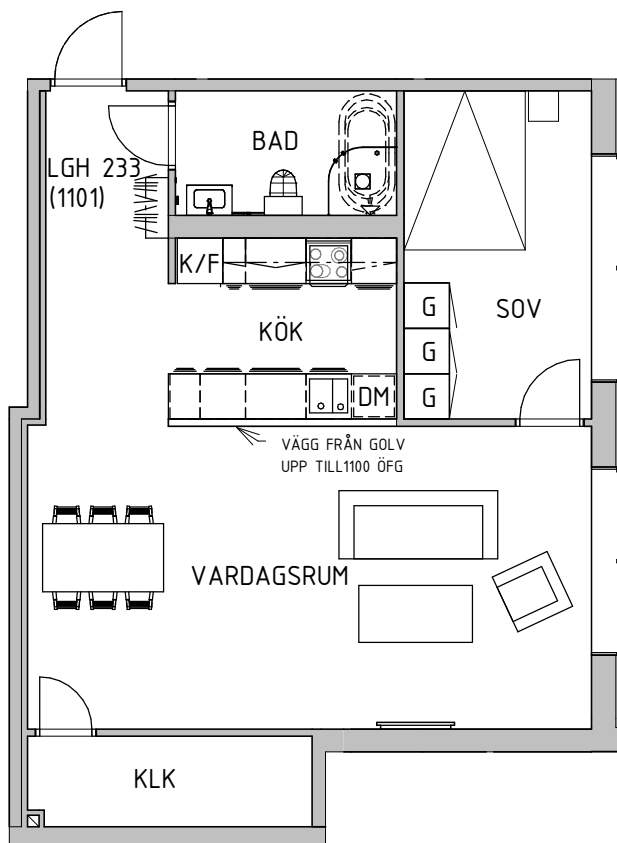 BAD
LGH 233
(1101)
K/F
G
SOV
KÖK
G
DM
G
VÄGG FRÅN GOLV
UPP TILL1100 ÖFG
VARDAGSRUM
KLK